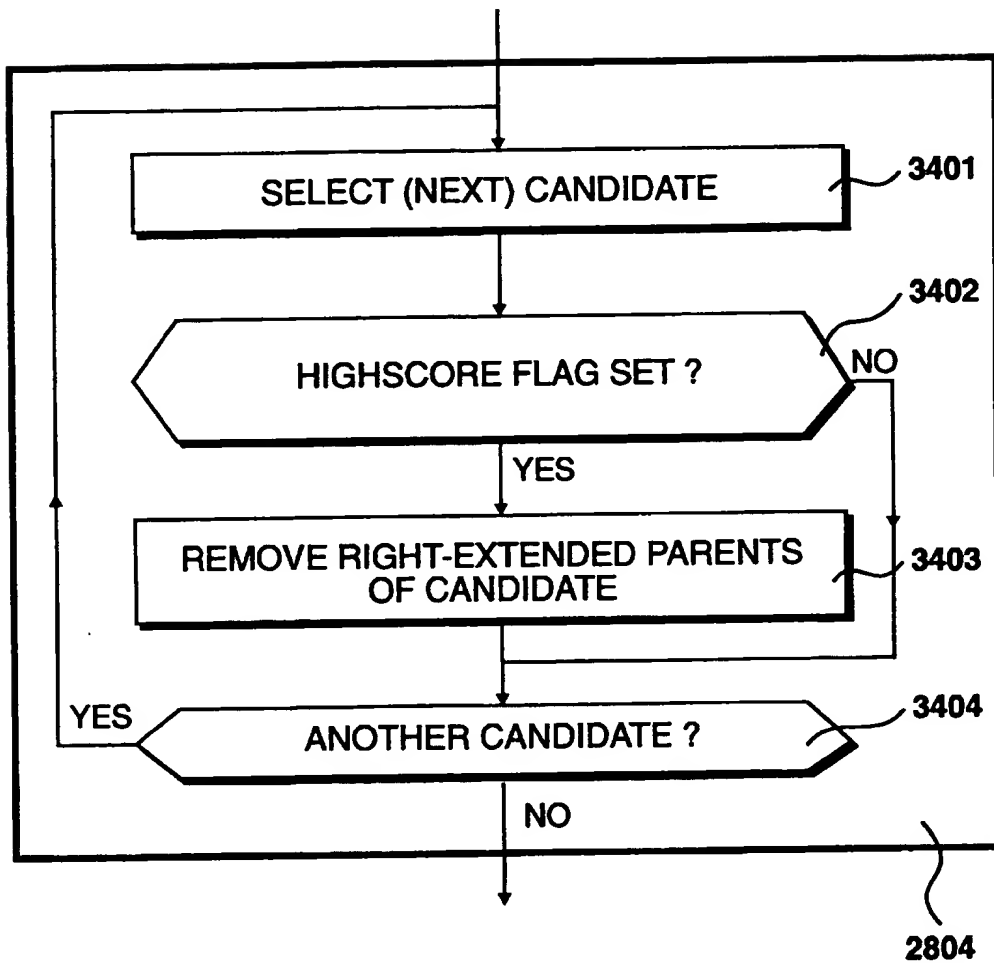 SELECT (NEXT) CANDIDATE
3401
3402
HIGHSCORE FLAG SET ?
NO
YES
REMOVE RIGHT-EXTENDED PARENTS
OF CANDIDATE
3403
YES
ANOTHER CANDIDATE ?
3404
NO
2804